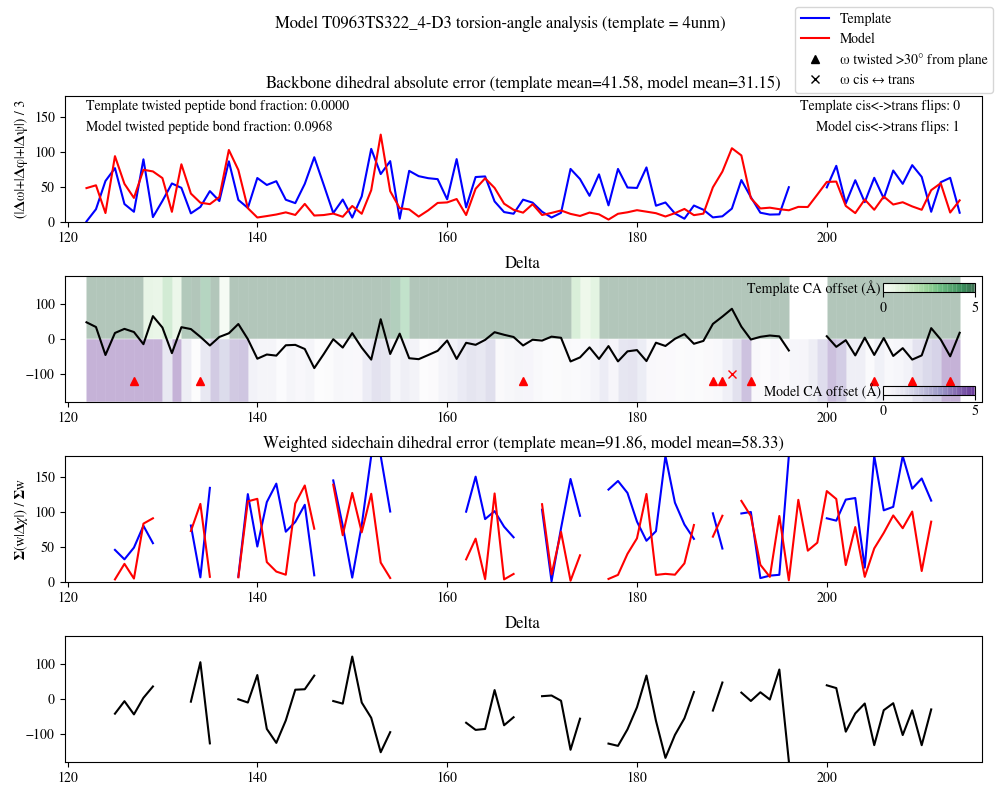 Model T0963TS322_4-D3 torsion-angle analysis (template = 4unm)
Template
Model
ω twisted >30° from plane
ω cis ↔ trans
Backbone dihedral absolute error (template mean=41.58, model mean=31.15)
(|Δω|+|Δφ|+|Δψ|) / 3
Template twisted peptide bond fraction: 0.0000
Template cis<->trans flips: 0
Model twisted peptide bond fraction: 0.0968
Model cis<->trans flips: 1
150
100
50
0
120 140 160 180 200
Delta
Template CA offset (Å)
0 5
100
0
−100
Model CA offset (Å)
0 5
120 140 160 180 200
Weighted sidechain dihedral error (template mean=91.86, model mean=58.33)
Σ(w|Δχ|) / Σw
150
100
50
0
120 140 160 180 200
Delta
100
0
−100
120 140 160 180 200